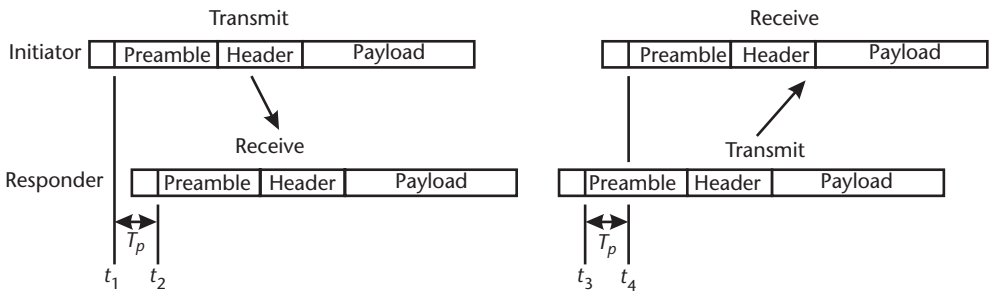 Transmit
Receive
Initiator
Preamble Header Payload
Preamble Header Payload
Receive
Transmit
Responder
Preamble Header Payload
Preamble Header Payload
Tp
Tp
t1 t2
t3 t4